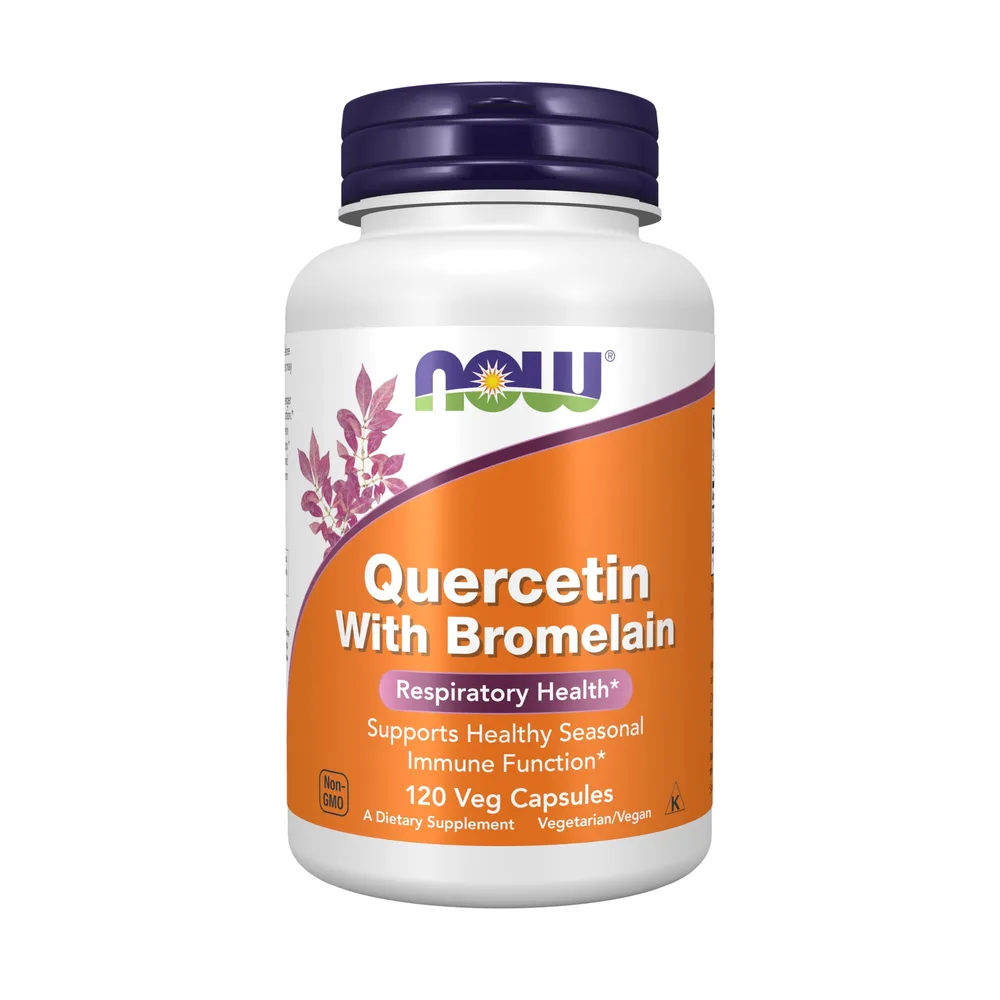 now®
Quercetin
With Bromelain
Respiratory Health*
Supports Healthy Seasonal
Immune Function*
120 Veg Capsules
A Dietary Supplement Vegetarian/Vegan
Non-
GMO
K